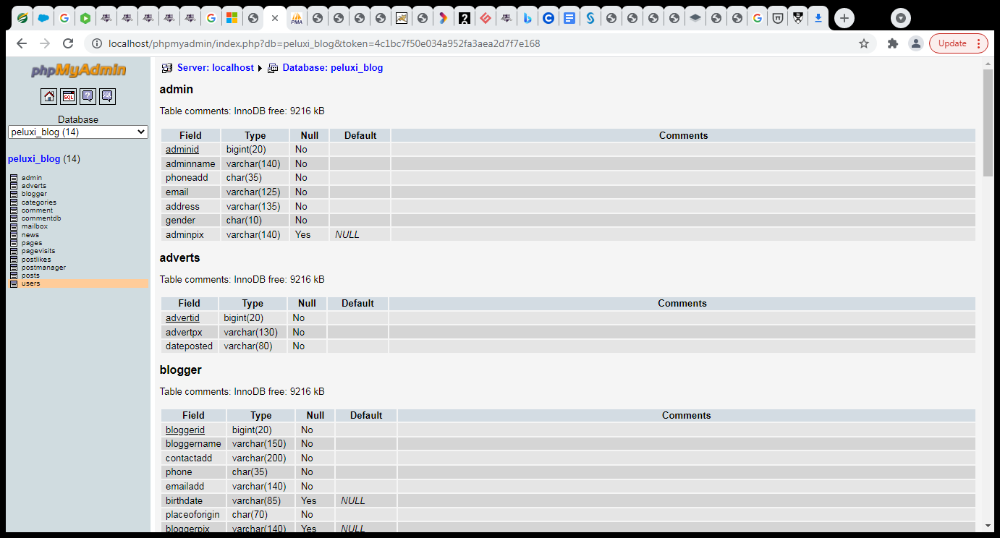 localhost/phpmyadmin/index.php?db=peluxi_blog&token=4c1bc7f50e034a952fa3aea2d7f7e168
Update
phpMyAdmin
Database
peluxi_blog (14)
peluxi_blog (14)
admin
adverts
blogger
categories
comment
commentdb
mailbox
news
pages
pagevisits
postlikes
postmanager
posts
users
Server: localhost Database: peluxi_blog
admin
Table comments: InnoDB free: 9216 kB
Field Type Null Default Comments
adminid bigint(20) No
adminname varchar(140) No
phoneadd char(35) No
email varchar(125) No
address varchar(135) No
gender char(10) No
adminpix varchar(140) Yes NULL
adverts
Table comments: InnoDB free: 9216 kB
Field Type Null Default Comments
advertid bigint(20) No
advertpx varchar(130) No
dateposted varchar(80) No
blogger
Table comments: InnoDB free: 9216 kB
Field Type Null Default Comments
bloggerid bigint(20) No
bloggername varchar(150) No
contactadd varchar(200) No
phone char(35) No
emailadd varchar(140) No
birthdate varchar(85) Yes NULL
placeoforigin char(70) No
bloggerpix varchar(140) Yes NULL